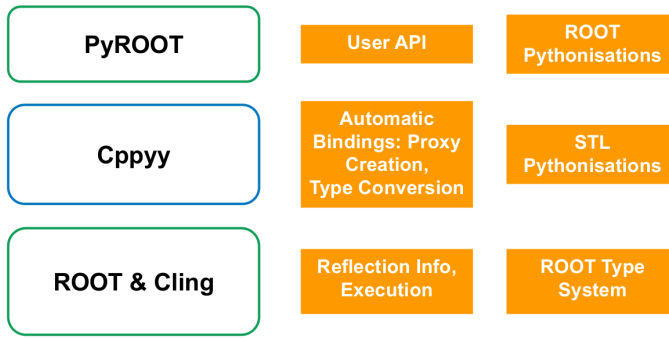 PyROOT
User API
ROOT
Pythonisations
Cppyy
Automatic
Bindings: Proxy
Creation,
Type Conversion
STL
Pythonisations
ROOT & Cling
Reflection Info,
Execution
ROOT Type
System